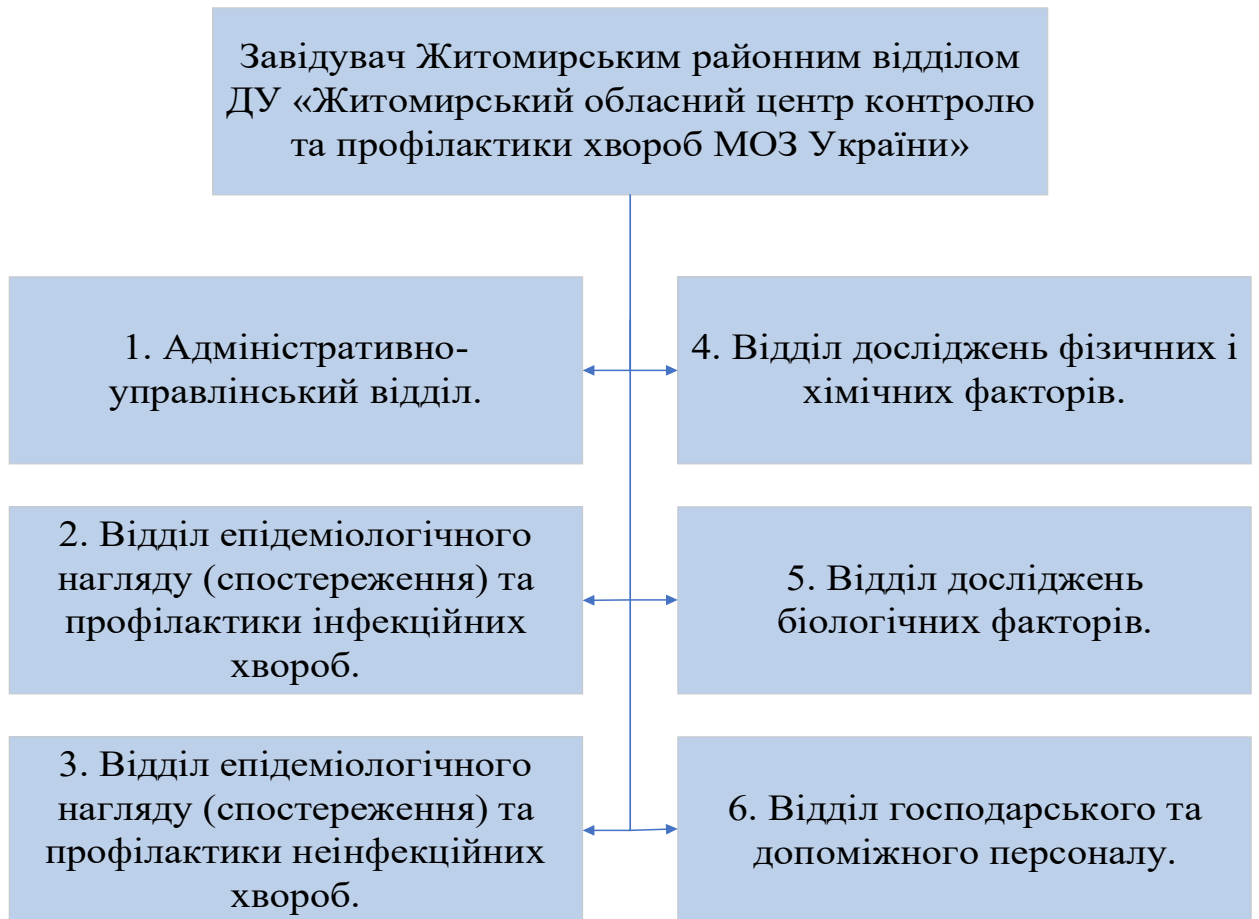 Завідувач Житомирським районним відділом
ДУ «Житомирський обласний центр контролю
та профілактики хвороб МОЗ України»
1. Адміністративно-
управлінський відділ.
2. Відділ епідеміологічного
нагляду (спостереження) та
профілактики інфекційних
хвороб.
3. Відділ епідеміологічного
нагляду (спостереження) та
профілактики неінфекційних
хвороб.
4. Відділ досліджень фізичних і
хімічних факторів.
5. Відділ досліджень
біологічних факторів.
6. Відділ господарського та
допоміжного персоналу.